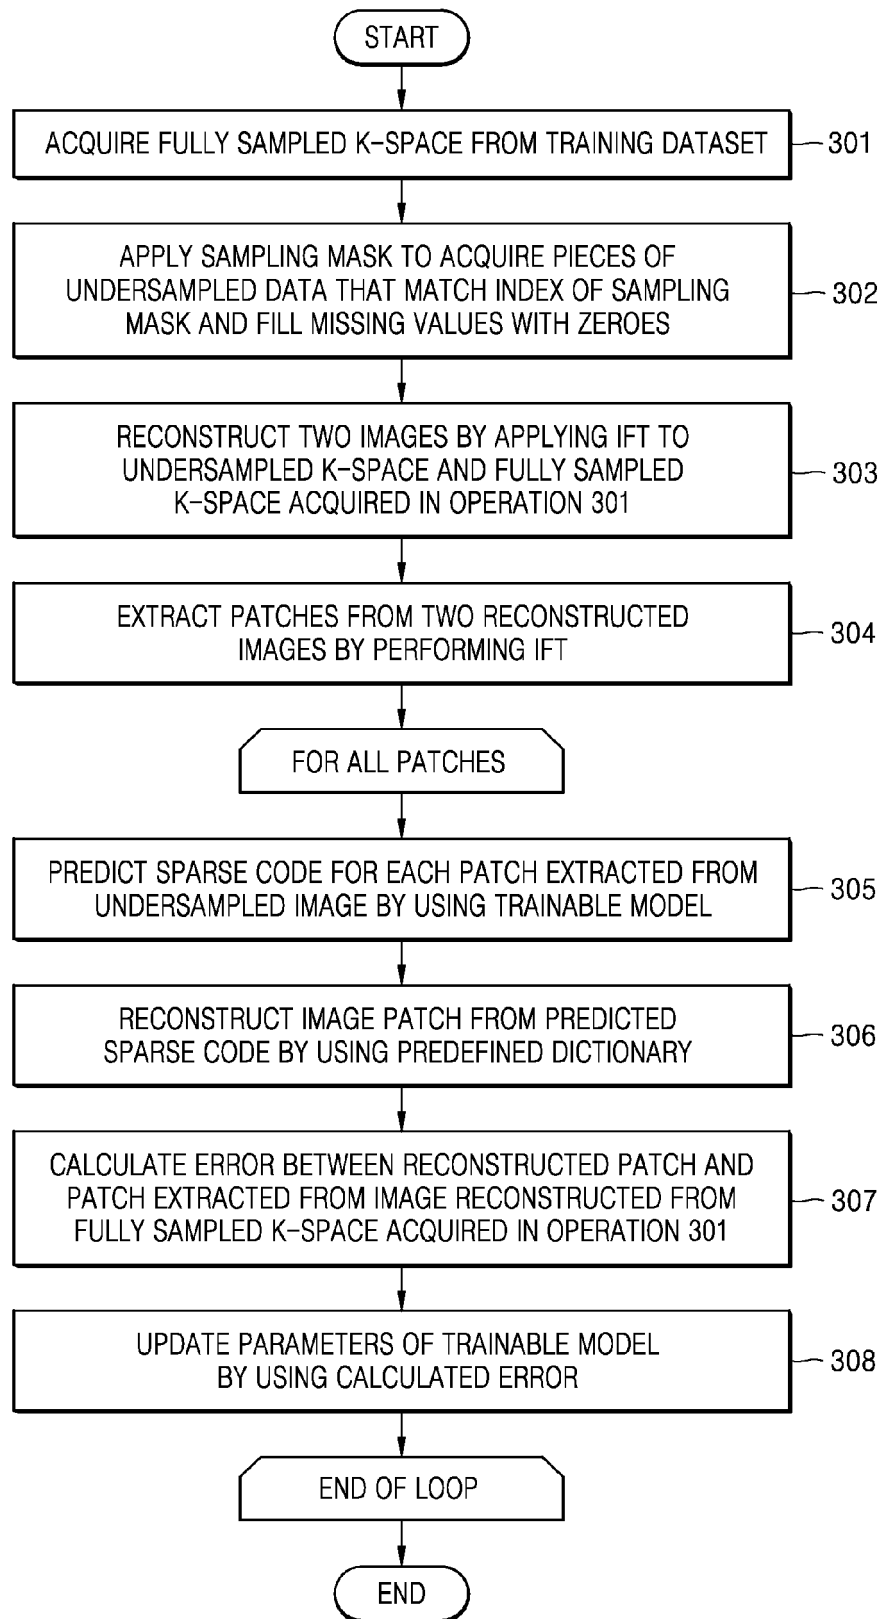 START
ACQUIRE FULLY SAMPLED K-SPACE FROM TRAINING DATASET
301
APPLY SAMPLING MASK TO ACQUIRE PIECES OF
UNDERSAMPLED DATA THAT MATCH INDEX OF SAMPLING
MASK AND FILL MISSING VALUES WITH ZEROES
302
RECONSTRUCT TWO IMAGES BY APPLYING IFT TO
UNDERSAMPLED K-SPACE AND FULLY SAMPLED
K-SPACE ACQUIRED IN OPERATION 301
303
EXTRACT PATCHES FROM TWO RECONSTRUCTED
IMAGES BY PERFORMING IFT
304
FOR ALL PATCHES
PREDICT SPARSE CODE FOR EACH PATCH EXTRACTED FROM
UNDERSAMPLED IMAGE BY USING TRAINABLE MODEL
305
RECONSTRUCT IMAGE PATCH FROM PREDICTED
SPARSE CODE BY USING PREDEFINED DICTIONARY
306
CALCULATE ERROR BETWEEN RECONSTRUCTED PATCH AND
PATCH EXTRACTED FROM IMAGE RECONSTRUCTED FROM
FULLY SAMPLED K-SPACE ACQUIRED IN OPERATION 301
307
UPDATE PARAMETERS OF TRAINABLE MODEL
BY USING CALCULATED ERROR
308
END OF LOOP
END